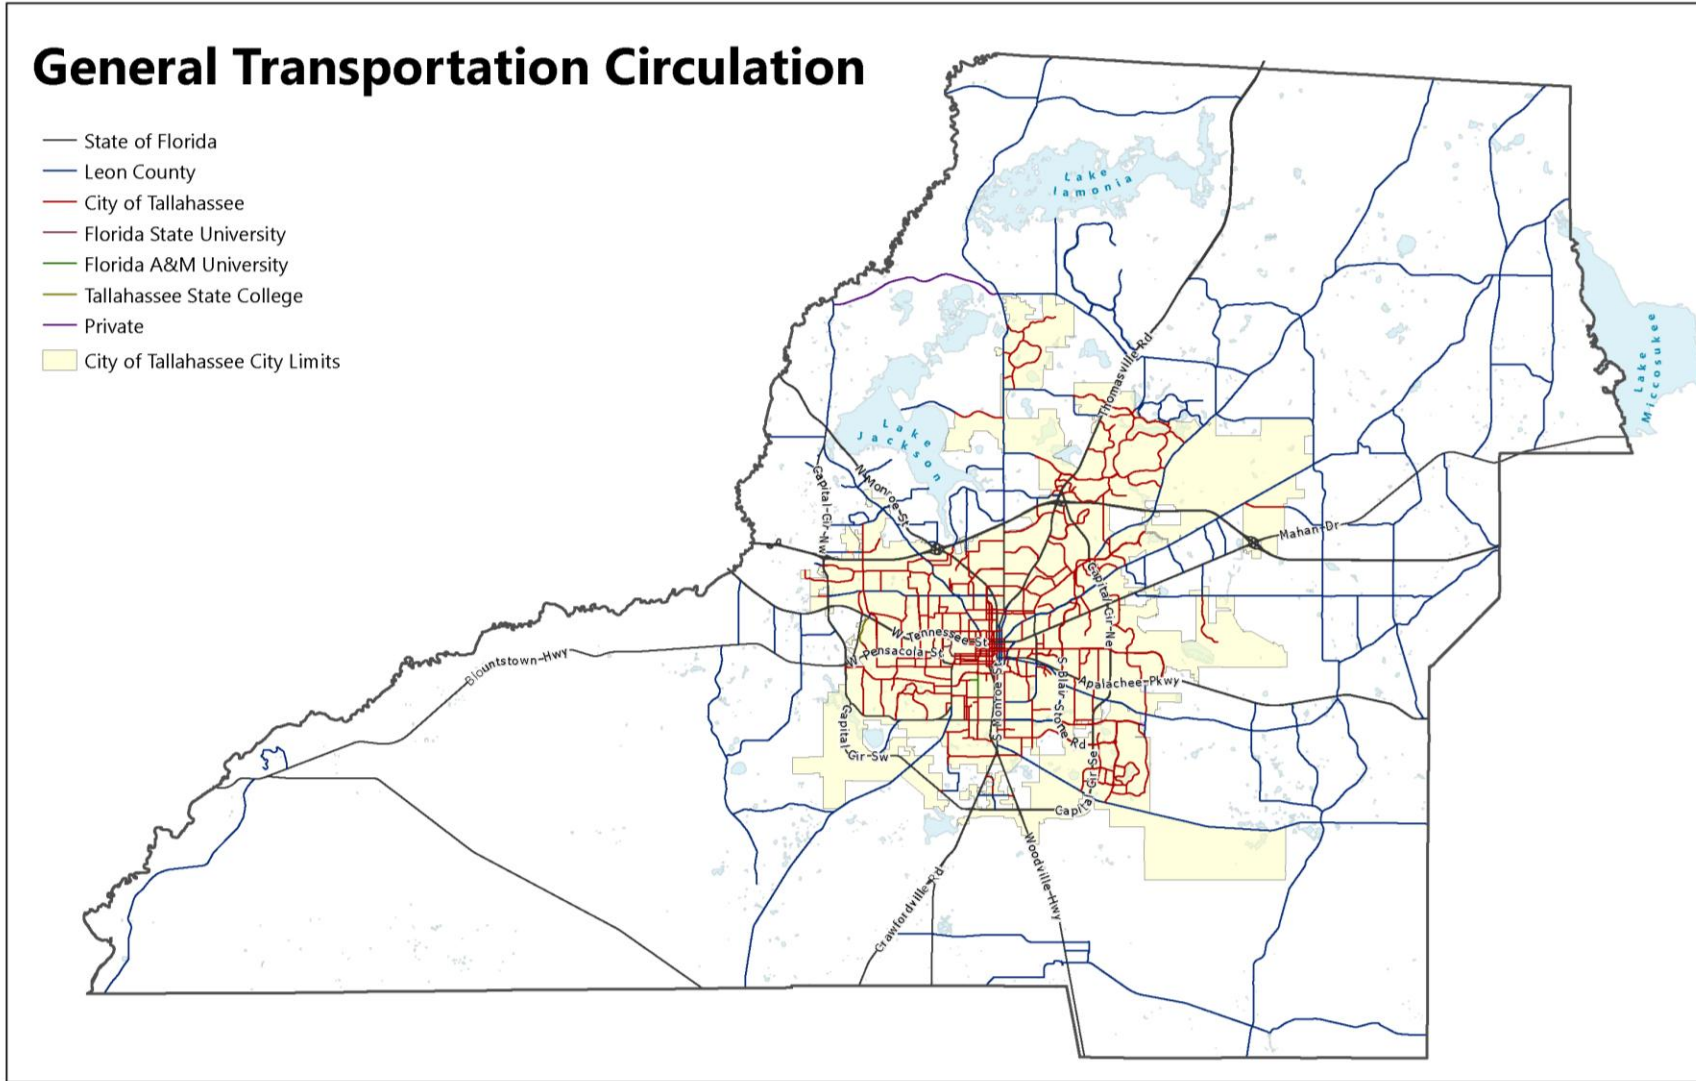 General Transportation Circulation
State of Florida
Leon County
City of Tallahassee
Florida State University
Florida A&M University
Tallahassee State College
Private
City of Tallahassee City Limits
Lake
Iamonia
Lake
Miccosukee
Thomasville-Rd
Lake
Jackson
N-Monroe-St
Capital-Cir-Nw
Mahan-Dr
Capital-Cir-Ne
W-Tennessee-St
W-Pensacola-St
Blountstown-Hwy
S-Monroe-St
S-Blair-Stone-Rd
Apalachee-Pkwy
Capital-Cir-Sw
Capital-Cir-Se
Woodville-Hwy
Crawfordville-Rd